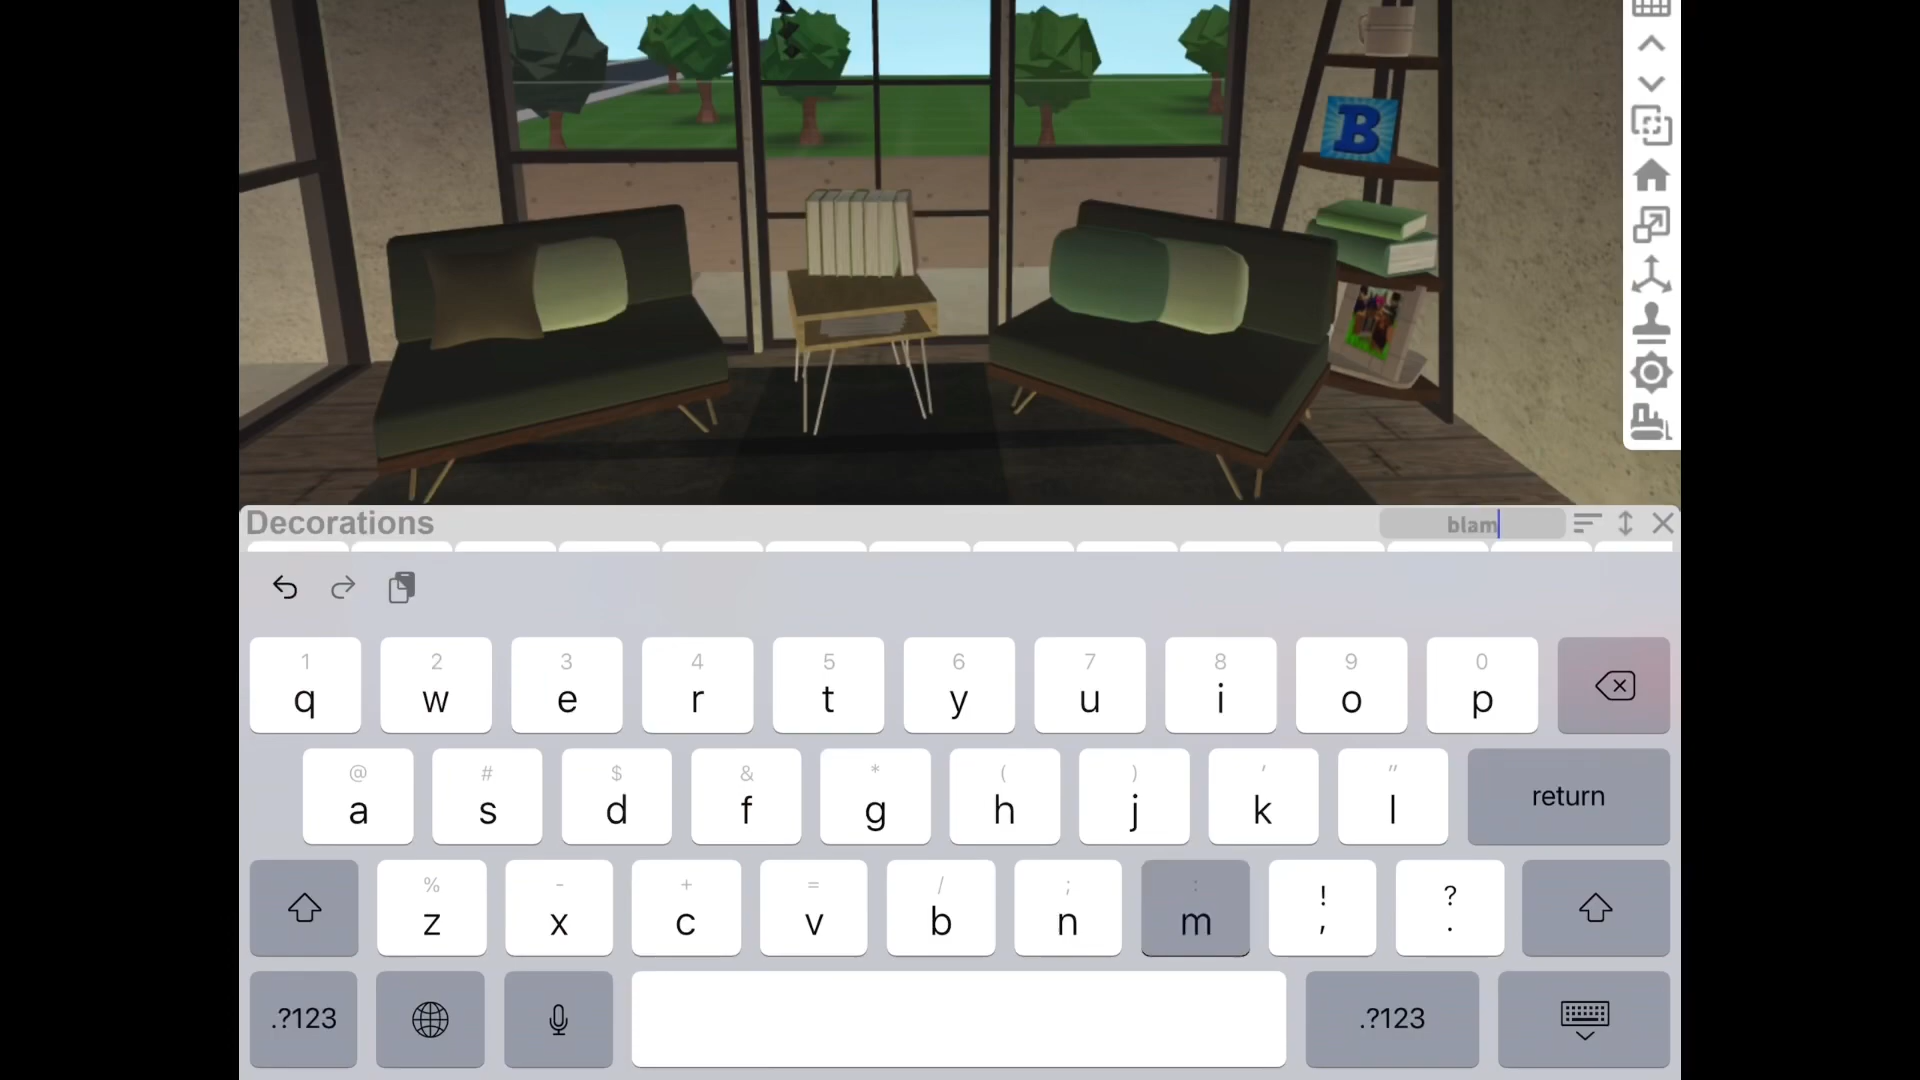 B
Decorations
blam
1 2 3 4 5 6 7 8 9 0
q w e r t y u i o p
@ # $ & * ( ) ' "
a s d f g h j k l return
% - + = / ; : ! ?
z x c v b n m , .
.?123 .?123